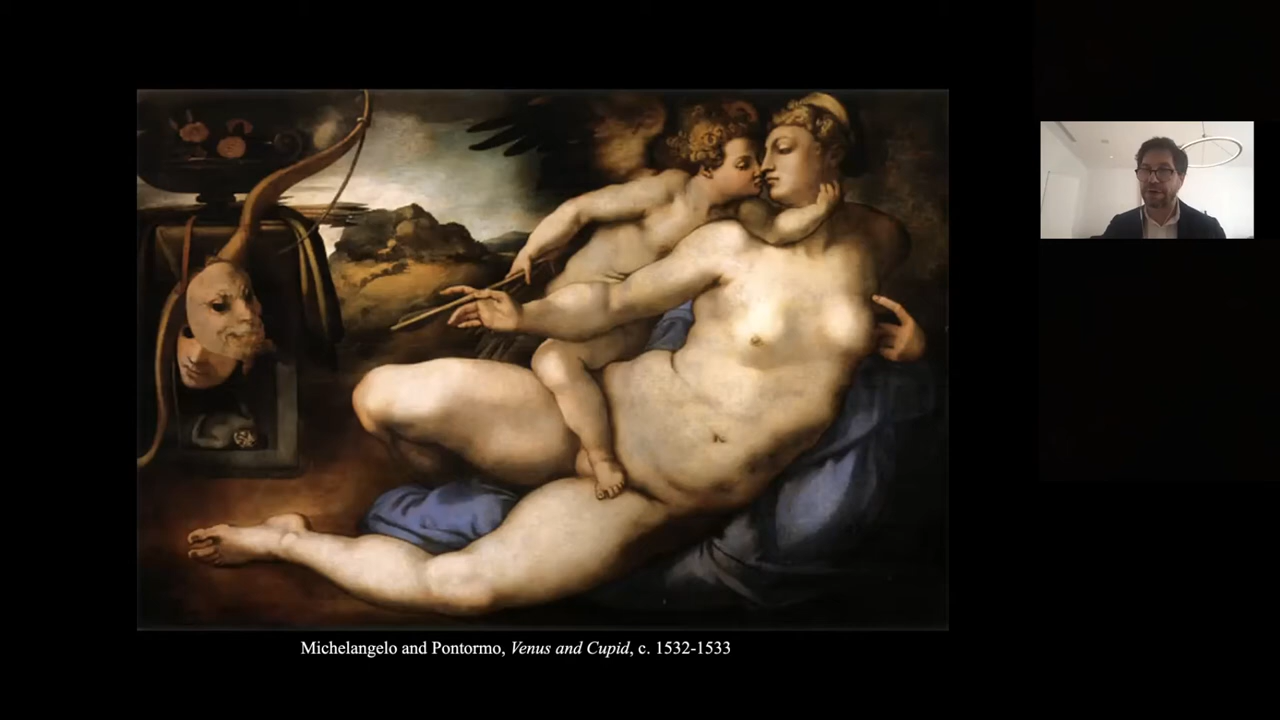 Michelangelo and Pontormo, Venus and Cupid, c. 1532-1533